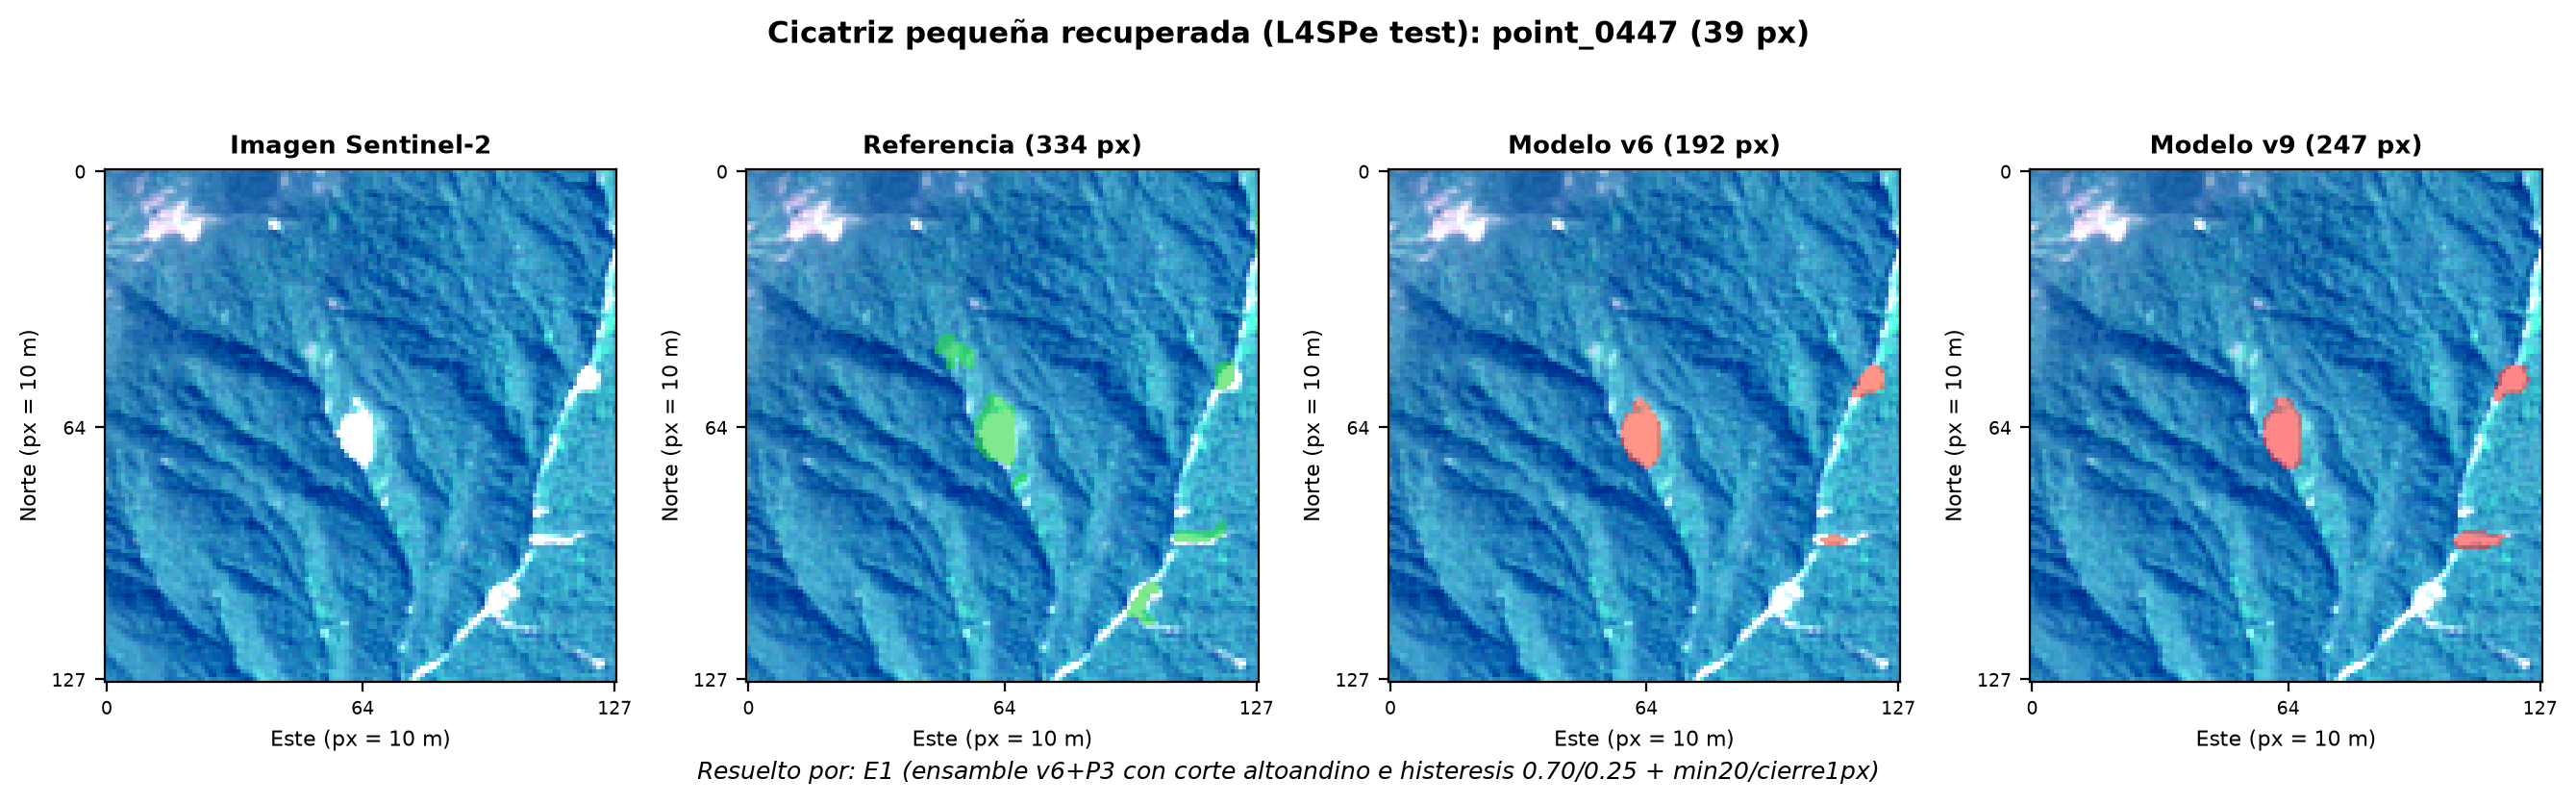 Cicatriz pequeña recuperada (L4SPe test): point_0447 (39 px)
Imagen Sentinel-2
Referencia (334 px)
Modelo v6 (192 px)
Modelo v9 (247 px)
Norte (px = 10 m)
0
64
127
0
64
127
Este (px = 10 m)
Norte (px = 10 m)
0
64
127
0
64
127
Este (px = 10 m)
Norte (px = 10 m)
0
64
127
0
64
127
Este (px = 10 m)
Norte (px = 10 m)
0
64
127
0
64
127
Este (px = 10 m)
Resuelto por: E1 (ensamble v6+P3 con corte altoandino e histeresis 0.70/0.25 + min20/cierre1px)